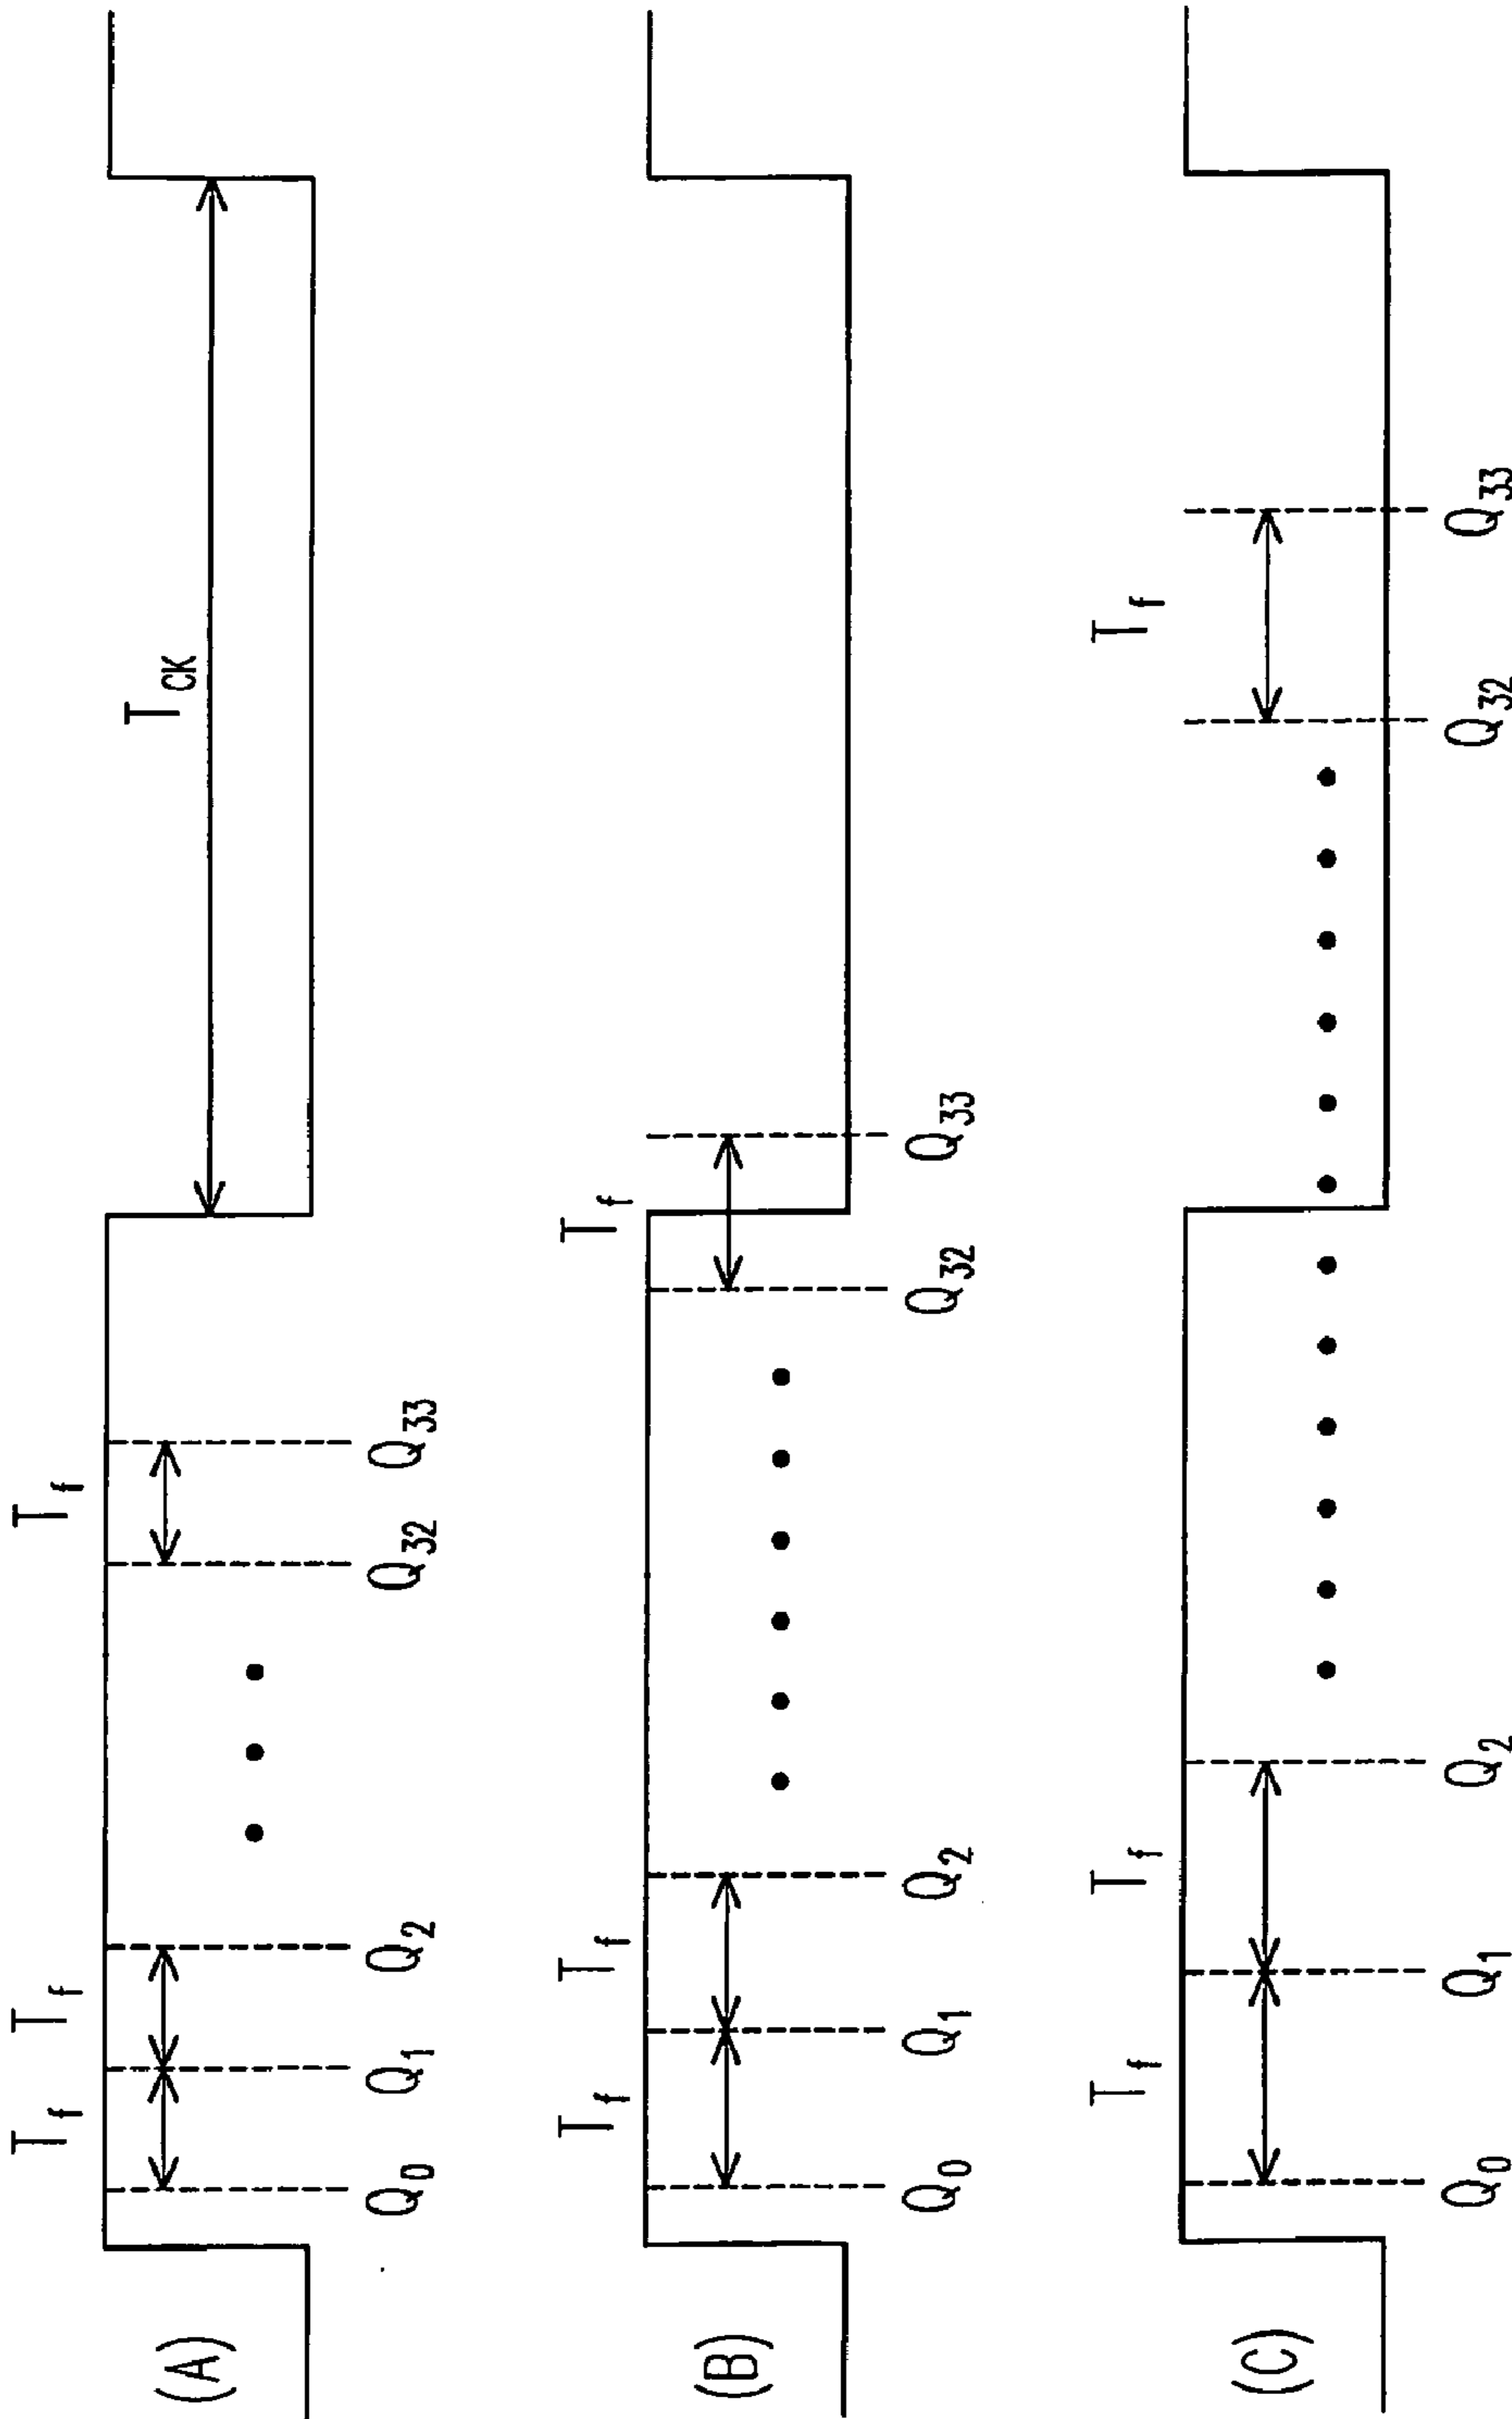 (A)
T_f T_f T_f T_CK
Q_0 Q_1 Q_2 Q_32 Q_33
(B)
T_f T_f T_f
Q_0 Q_1 Q_2 Q_32 Q_33
(C)
T_f T_f T_f
Q_0 Q_1 Q_2 Q_32 Q_33